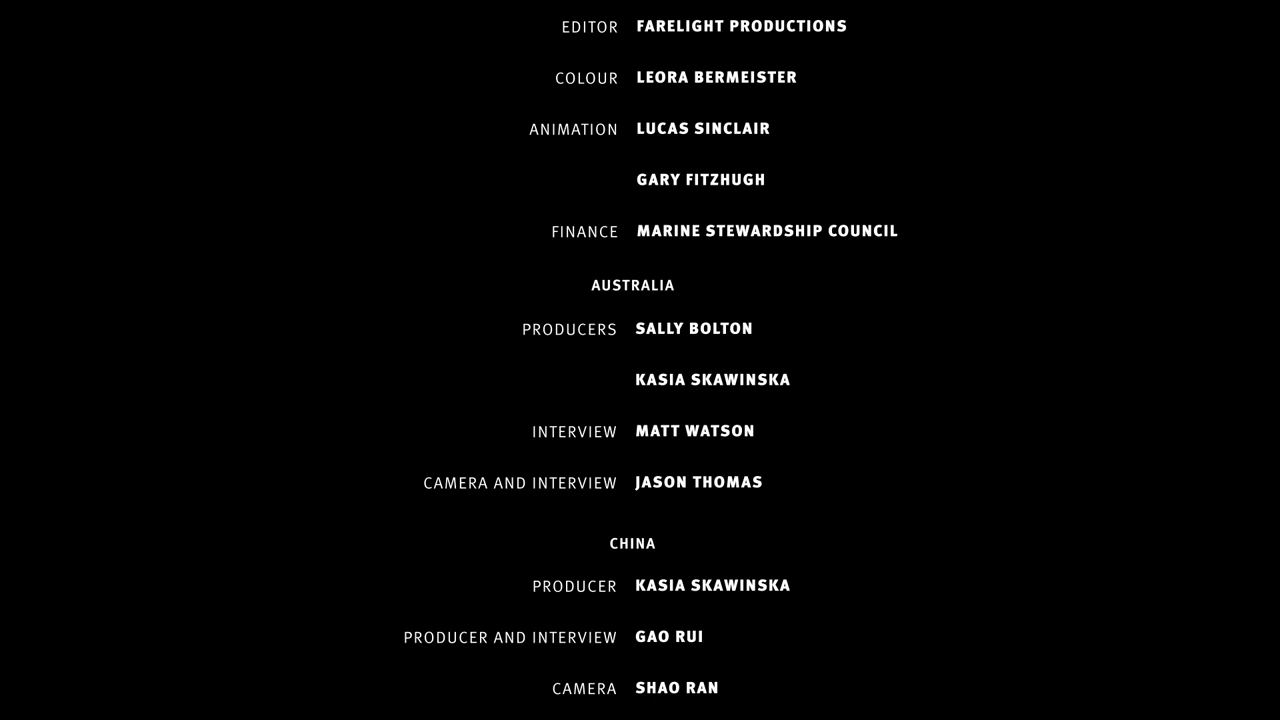 EDITOR FARELIGHT PRODUCTIONS
COLOUR LEORA BERMEISTER
ANIMATION LUCAS SINCLAIR
GARY FITZHUGH
FINANCE MARINE STEWARDSHIP COUNCIL
AUSTRALIA
PRODUCERS SALLY BOLTON
KASIA SKAWINSKA
INTERVIEW MATT WATSON
CAMERA AND INTERVIEW JASON THOMAS
CHINA
PRODUCER KASIA SKAWINSKA
PRODUCER AND INTERVIEW GAO RUI
CAMERA SHAO RAN